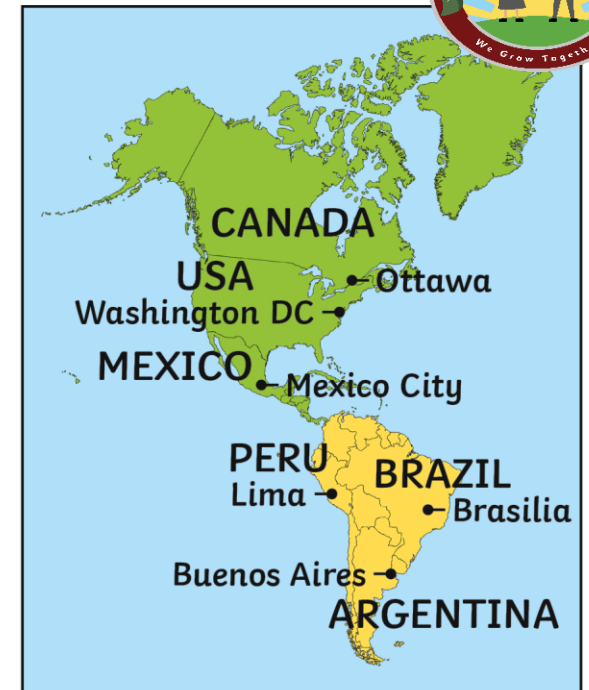 We Grow Togeth
CANADA
USA
Ottawa
Washington DC
MEXICO
Mexico City
PERU
BRAZIL
Lima
Brasilia
Buenos Aires
ARGENTINA